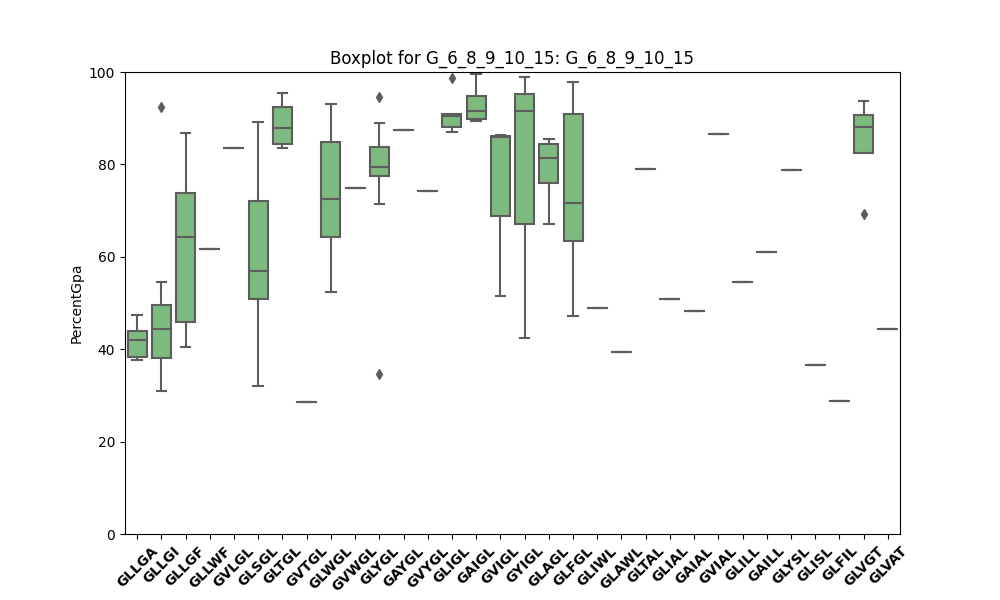 Boxplot for G_6_8_9_10_15: G_6_8_9_10_15
PercentGpa
100
80
60
40
20
0
GLLGA
GLLGI
GLLGF
GLLWF
GVLGL
GLSGL
GLTGL
GVTGL
GLWGL
GVWGL
GLYGL
GAYGL
GVYGL
GLIGL
GAIGL
GVIGL
GYIGL
GLAGL
GLFGL
GLIWL
GLAWL
GLTAL
GLIAL
GAIAL
GVIAL
GLILL
GAILL
GLYSL
GLISL
GLFIL
GLVGT
GLVAT